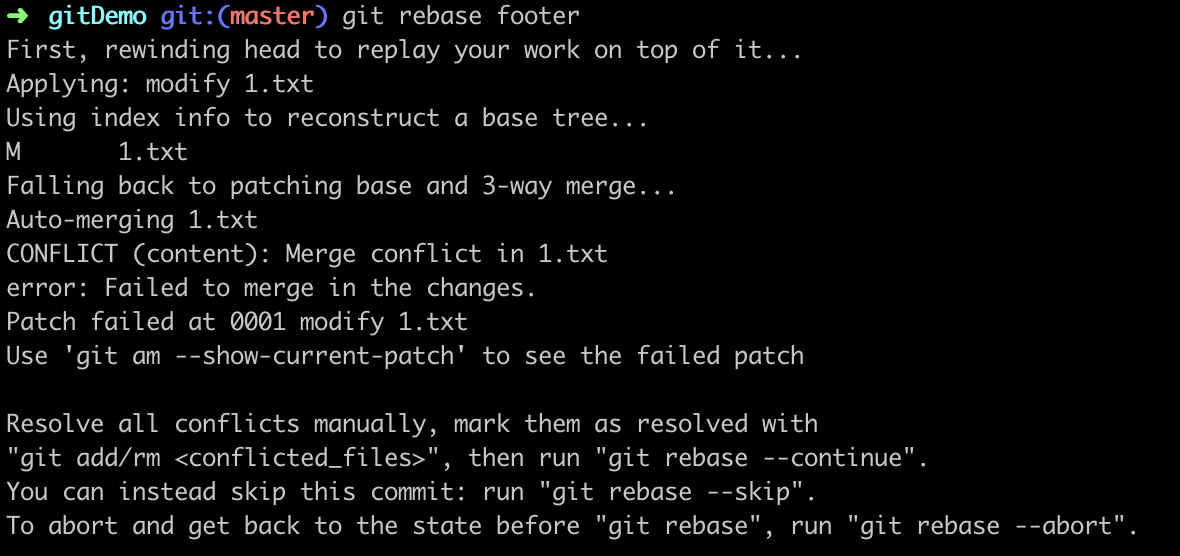 ➜ gitDemo git:(master) git rebase footer
First, rewinding head to replay your work on top of it...
Applying: modify 1.txt
Using index info to reconstruct a base tree...
M       1.txt
Falling back to patching base and 3-way merge...
Auto-merging 1.txt
CONFLICT (content): Merge conflict in 1.txt
error: Failed to merge in the changes.
Patch failed at 0001 modify 1.txt
Use 'git am --show-current-patch' to see the failed patch
Resolve all conflicts manually, mark them as resolved with
"git add/rm <conflicted_files>", then run "git rebase --continue".
You can instead skip this commit: run "git rebase --skip".
To abort and get back to the state before "git rebase", run "git rebase --abort".